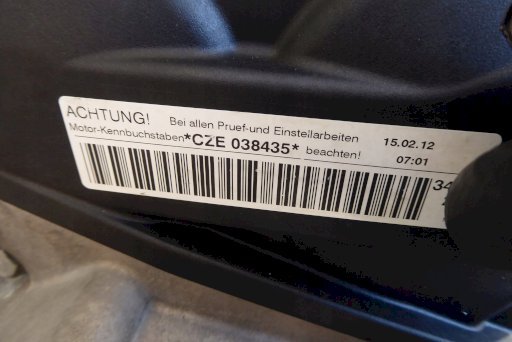 ACHTUNG! Bei allen Pruef-und Einstellarbeiten 15.02.12
Motor-Kennbuchstaben *CZE 038435* beachten! 07:01
34